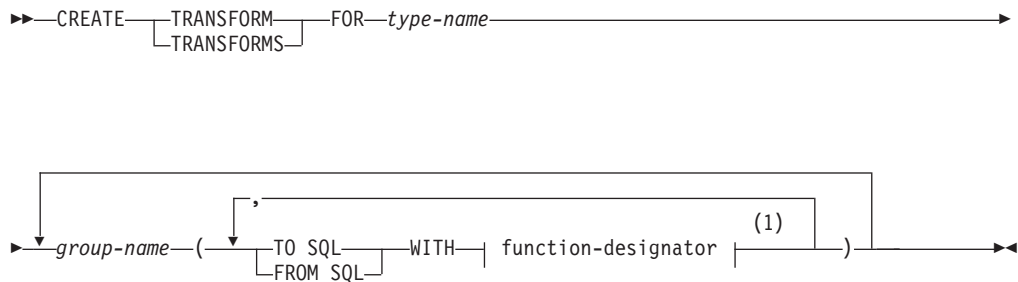 CREATE TRANSFORM FOR type-name
TRANSFORMS
,
(1)
group-name ( TO SQL WITH function-designator )
FROM SQL